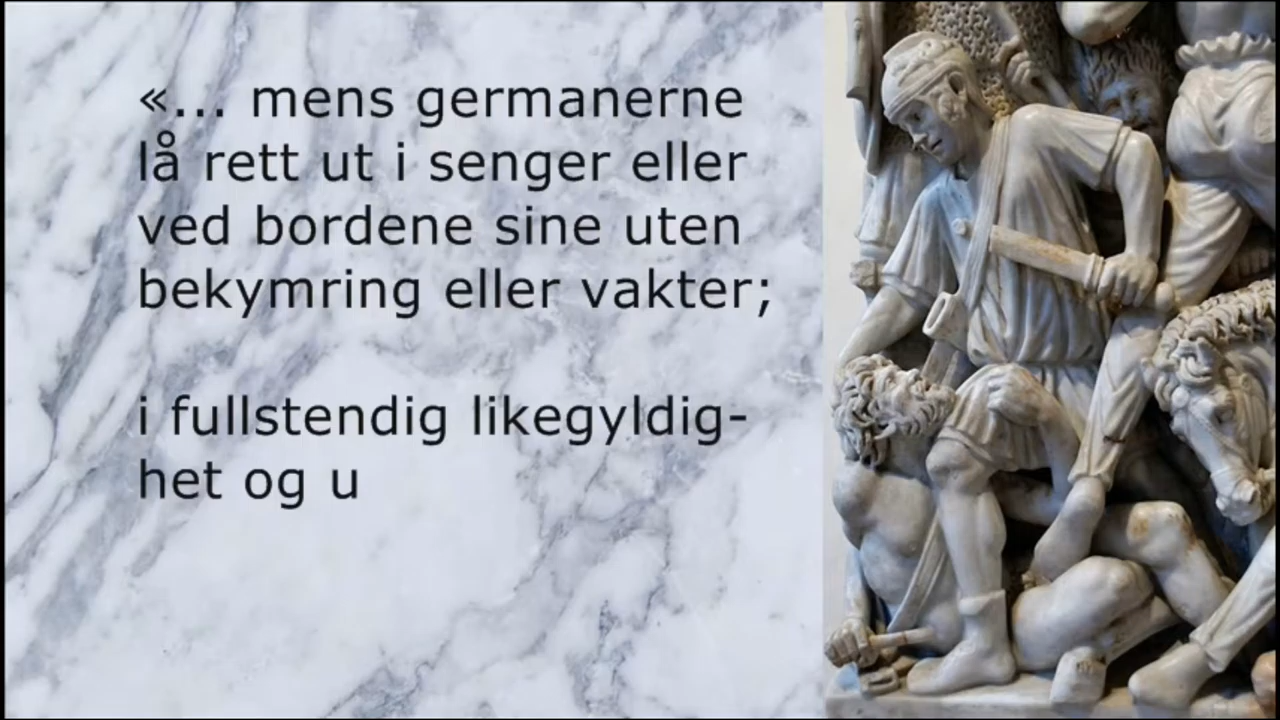 «... mens germanerne
lå rett ut i senger eller
ved bordene sine uten
bekymring eller vakter;
i fullstendig likegyldig-
het og u